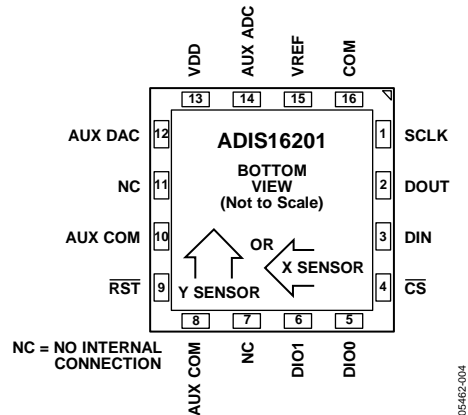 VDD
AUX ADC
VREF
COM
13
14
15
16
AUX DAC
12
ADIS16201
1
SCLK
BOTTOM
VIEW
(Not to Scale)
NC
11
2
DOUT
AUX COM
10
OR
3
DIN
X SENSOR
RST
9
Y SENSOR
4
CS
8
7
6
5
NC = NO INTERNAL
CONNECTION
AUX COM
NC
DIO1
DIO0
05462-004